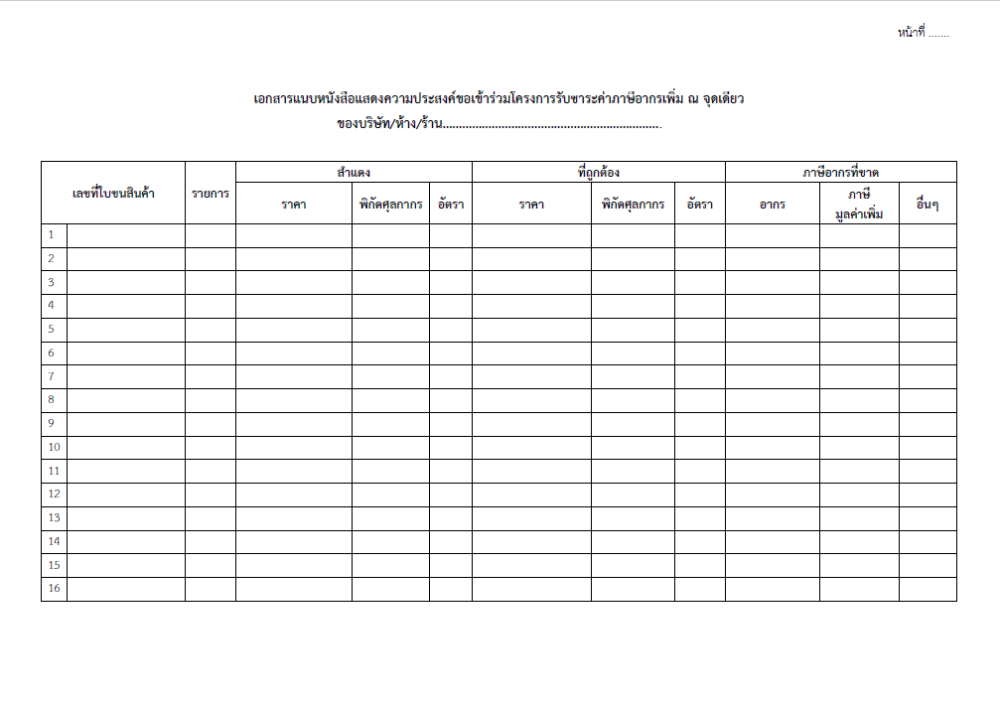 หน้าที่ .......
เอกสารแนบหนังสือแสดงความประสงค์ขอเข้าร่วมโครงการรับชาระค่าภาษีอากรเพิ่ม ณ จุดเดียว
ของบริษัท/ห้าง/ร้าน..................................................................
เลขที่ใบขนสินค้า รายการ สำแดง ที่ถูกต้อง ภาษีอากรที่ขาด
ราคา พิกัดศุลกากร อัตรา ราคา พิกัดศุลกากร อัตรา อากร ภาษี อื่นๆ
มูลค่าเพิ่ม
1
2
3
4
5
6
7
8
9
10
11
12
13
14
15
16